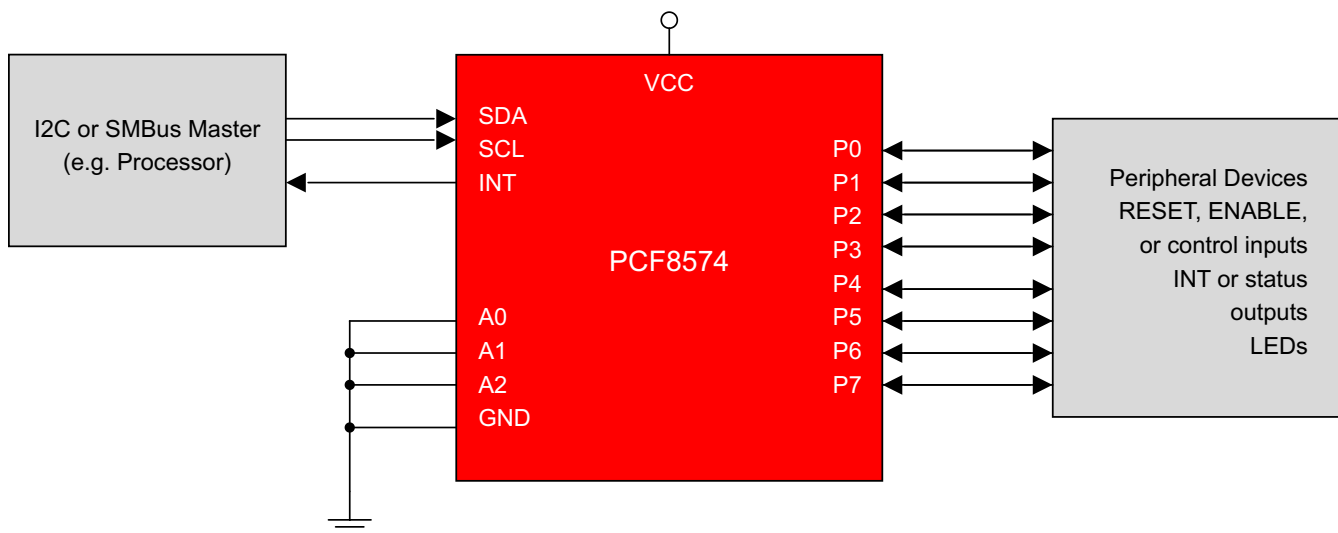 I2C or SMBus Master
(e.g. Processor)
VCC
SDA
SCL
INT
PCF8574
A0
A1
A2
GND
P0
P1
P2
P3
P4
P5
P6
P7
Peripheral Devices
RESET, ENABLE,
or control inputs
INT or status
outputs
LEDs